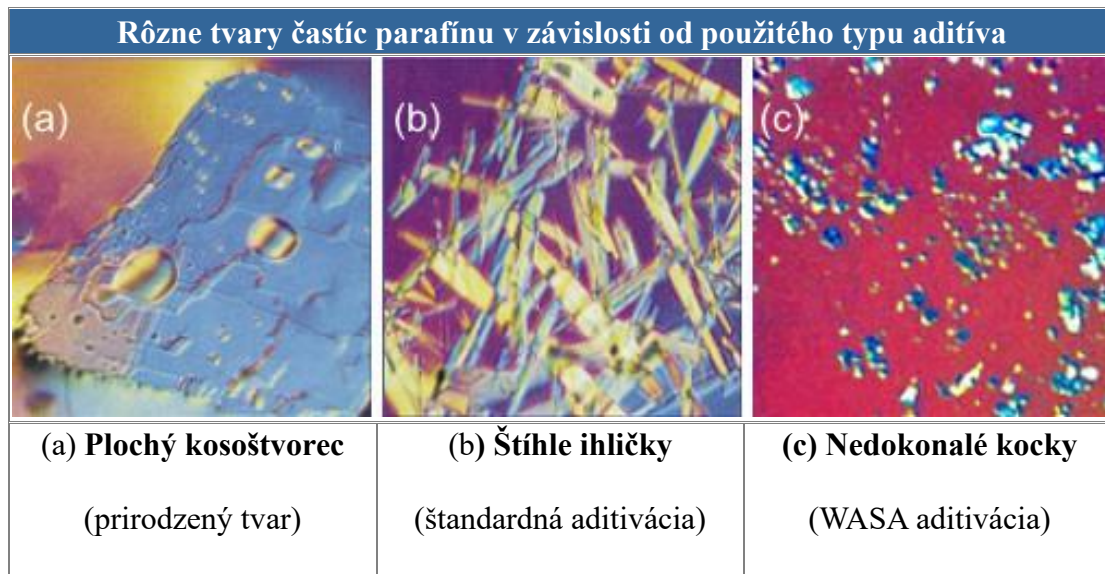 Rôzne tvary častíc parafínu v závislosti od použitého typu aditíva
(a)
(b)
(c)
(a) Plochý kosoštvorec
(prirodzený tvar)
(b) Štíhle ihličky
(štandardná aditivácia)
(c) Nedokonalé kocky
(WASA aditivácia)